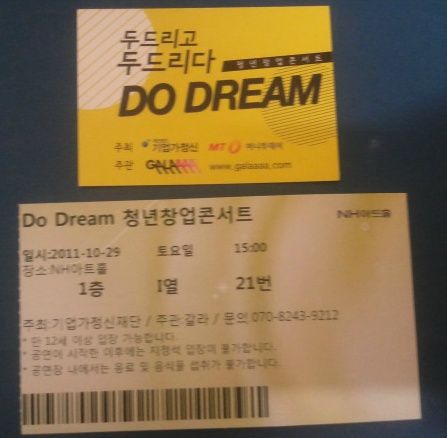 두드리고
두드리다
청년창업콘서트
DO DREAM
주최 기업가정신 MT 머니투데이
주관 GALA www.galaaaa.com
Do Dream 청년창업콘서트 NH아트홀
일시:2011-10-29 토요일 15:00
장소:NH아트홀
1층 I열 21번
주최:기업가정신재단 / 주관:갈라 / 문의:070-8243-9212
* 만 12세 이상 입장 가능합니다.
* 공연이 시작한 이후에는 지정석 입장이 불가합니다.
* 공연장 내에서는 음료 및 음식물 섭취가 불가합니다.